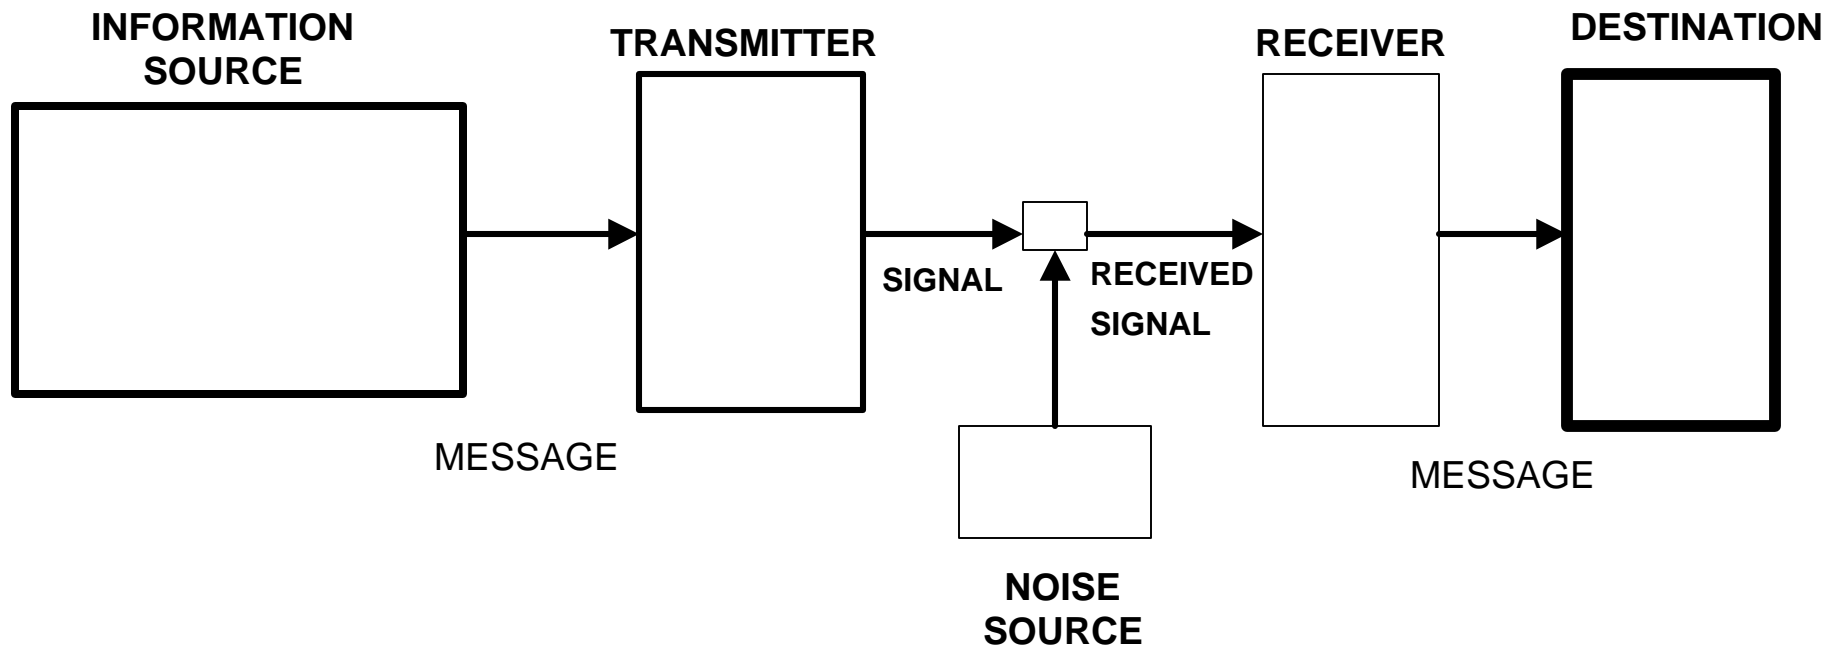 INFORMATION
SOURCE
TRANSMITTER
RECEIVER
DESTINATION
SIGNAL
RECEIVED
SIGNAL
MESSAGE
MESSAGE
NOISE
SOURCE